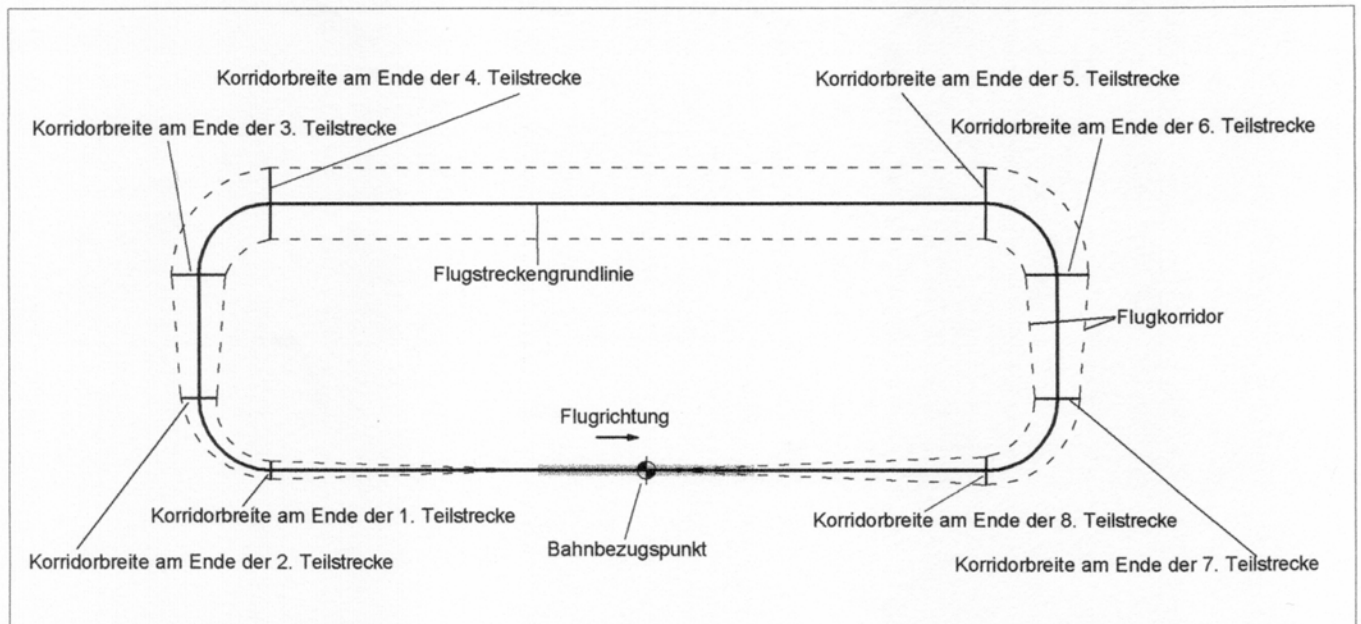 Korridorbreite am Ende der 4. Teilstrecke
Korridorbreite am Ende der 5. Teilstrecke
Korridorbreite am Ende der 3. Teilstrecke
Korridorbreite am Ende der 6. Teilstrecke
Flugstreckengrundlinie
Flugkorridor
Flugrichtung
Korridorbreite am Ende der 1. Teilstrecke
Korridorbreite am Ende der 8. Teilstrecke
Bahnbezugspunkt
Korridorbreite am Ende der 2. Teilstrecke
Korridorbreite am Ende der 7. Teilstrecke